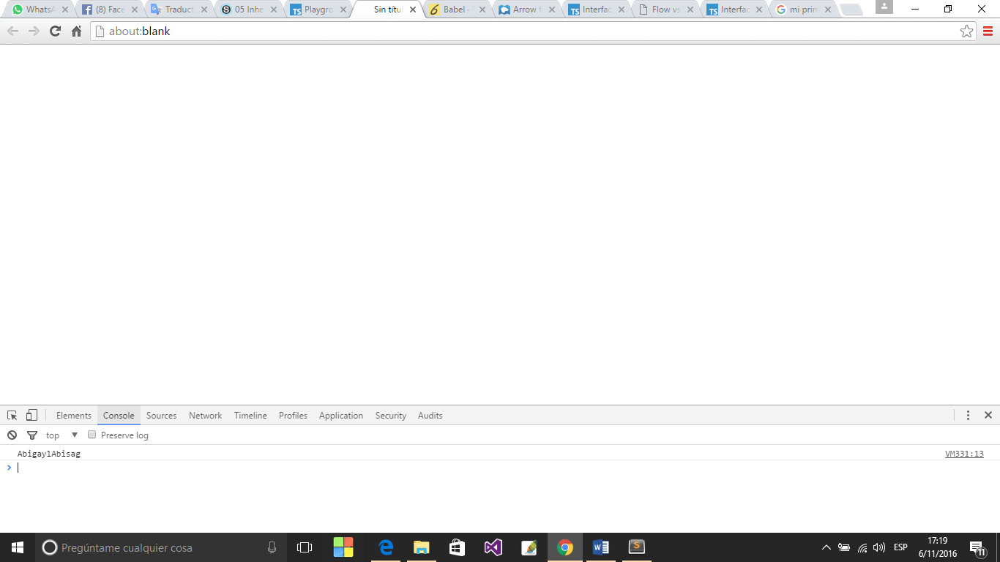 WhatsA
(8) Face
Traduct
05 Inhe
Playgro
Sin títul
Babel ·
Arrow f
Interfac
Flow vs
Interfac
mi prim
about:blank
Elements Console Sources Network Timeline Profiles Application Security Audits
top Preserve log
AbigaylAbisag VM331:13
Pregúntame cualquier cosa
ESP
17:19
6/11/2016
11